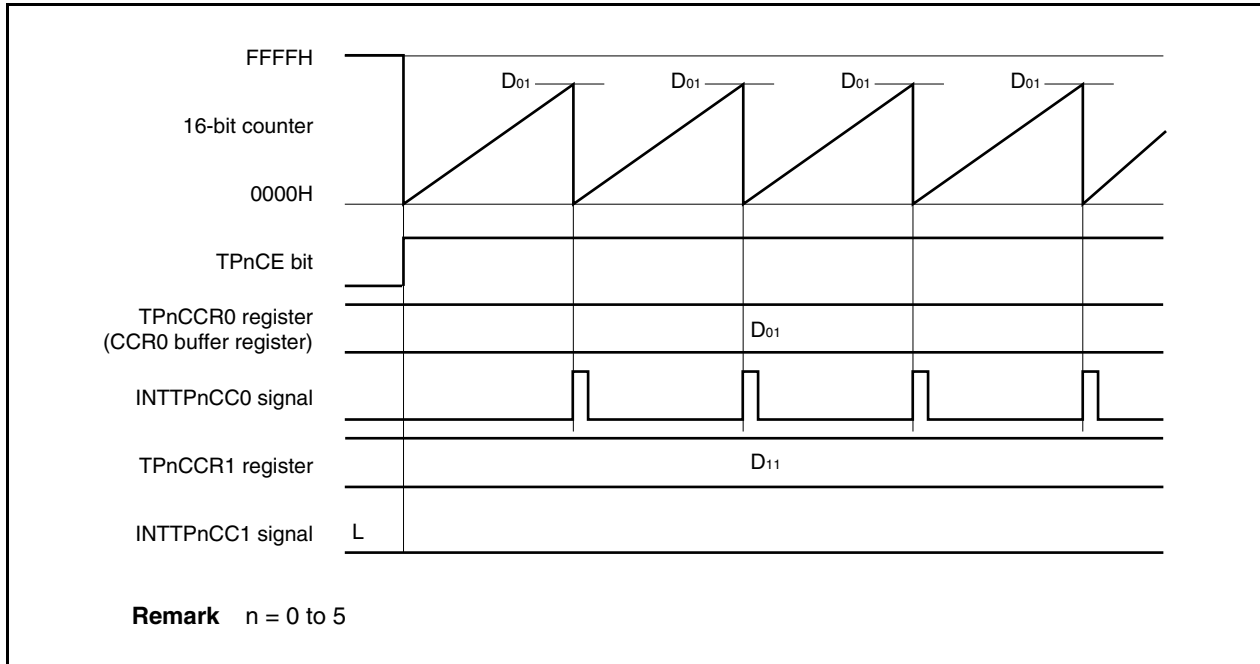 FFFFH
D01 D01 D01 D01
16-bit counter
0000H
TPnCE bit
TPnCCR0 register
(CCR0 buffer register)
D01
INTTPnCC0 signal
TPnCCR1 register
D11
INTTPnCC1 signal L
Remark n = 0 to 5